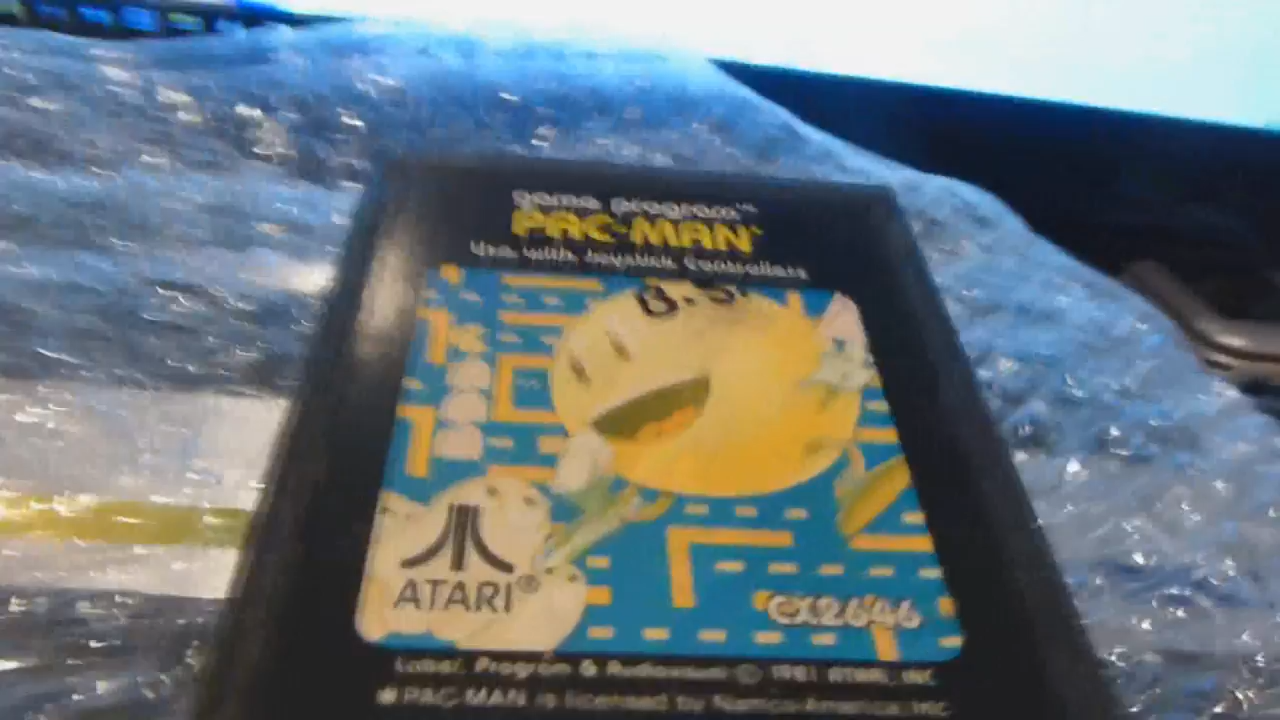 game program™
PAC-MAN
Use with Joystick Controllers
B.S.
ATARI®
CX2646
Label, Program & Audiovisual © 1981 ATARI, INC.
PAC-MAN is licensed by Namco-America, INC.